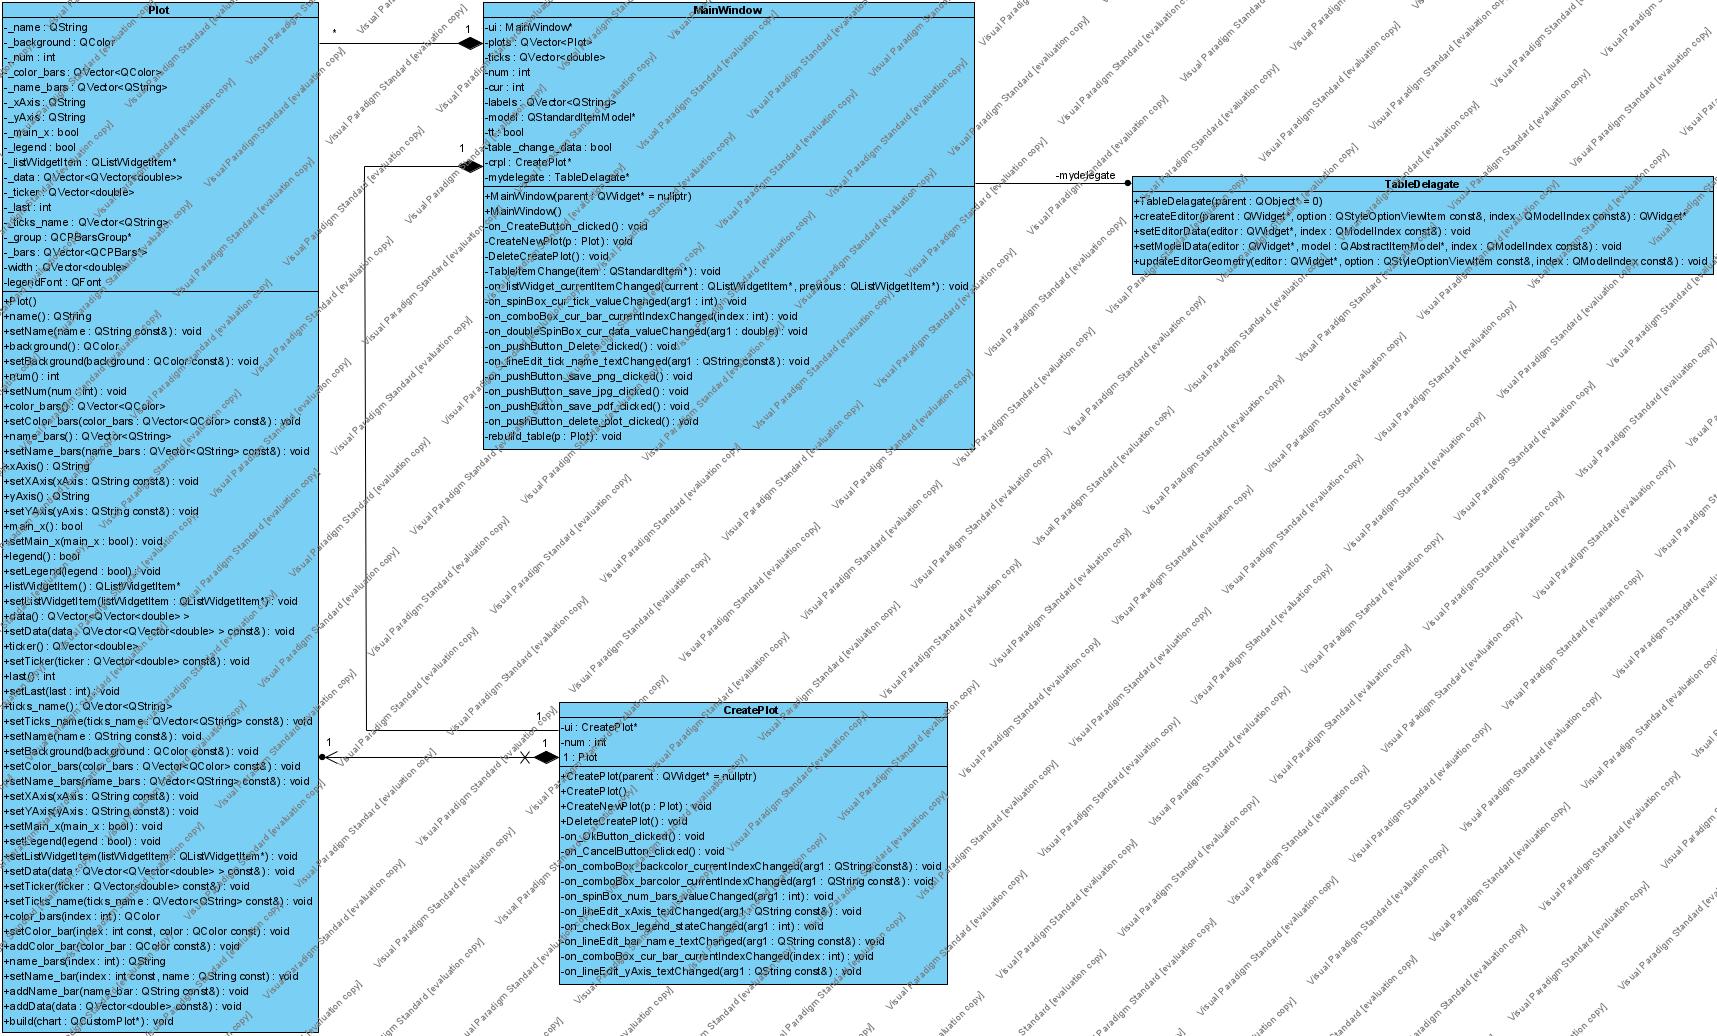 Plot
-_name : QString
-_background : QColor
-_num : int
-_color_bars : QVector<QColor>
-_name_bars : QVector<QString>
-_xAxis : QString
-_yAxis : QString
-_main_x : bool
-_legend : bool
-_listWidgetItem : QListWidgetItem*
-_data : QVector<QVector<double>>
-_ticker : QVector<double>
-_last : int
-_ticks_name : QVector<QString>
-_group : QCPBarsGroup*
-_bars : QVector<QCPBars*>
-width : QVector<double>
-legendFont : QFont
+Plot()
+name() : QString
+setName(name : QString const&) : void
+background() : QColor
+setBackground(background : QColor const&) : void
+num() : int
+setNum(num : int) : void
+color_bars() : QVector<QColor>
+setColor_bars(color_bars : QVector<QColor> const&) : void
+name_bars() : QVector<QString>
+setName_bars(name_bars : QVector<QString> const&) : void
+xAxis() : QString
+setXAxis(xAxis : QString const&) : void
+yAxis() : QString
+setYAxis(yAxis : QString const&) : void
+main_x() : bool
+setMain_x(main_x : bool) : void
+legend() : bool
+setLegend(legend : bool) : void
+listWidgetItem() : QListWidgetItem*
+setListWidgetItem(listWidgetItem : QListWidgetItem*) : void
+data() : QVector<QVector<double> >
+setData(data : QVector<QVector<double> > const&) : void
+ticker() : QVector<double>
+setTicker(ticker : QVector<double> const&) : void
+last() : int
+setLast(last : int) : void
+ticks_name() : QVector<QString>
+setTicks_name(ticks_name : QVector<QString> const&) : void
+setName(name : QString const&) : void
+setBackground(background : QColor const&) : void
+setColor_bars(color_bars : QVector<QColor> const&) : void
+setName_bars(name_bars : QVector<QString> const&) : void
+setXAxis(xAxis : QString const&) : void
+setYAxis(yAxis : QString const&) : void
+setMain_x(main_x : bool) : void
+setLegend(legend : bool) : void
+setListWidgetItem(listWidgetItem : QListWidgetItem*) : void
+setData(data : QVector<QVector<double> > const&) : void
+setTicker(ticker : QVector<double> const&) : void
+setTicks_name(ticks_name : QVector<QString> const&) : void
+color_bars(index : int) : QColor
+setColor_bar(index : int const, color : QColor const) : void
+addColor_bar(color_bar : QColor const&) : void
+name_bars(index : int) : QString
+setName_bar(index : int const, name : QString const) : void
+addName_bar(name_bar : QString const&) : void
+addData(data : QVector<double> const&) : void
+build(chart : QCustomPlot*) : void
*
1
1
MainWindow
-ui : MainWindow*
-plots : QVector<Plot>
-ticks : QVector<double>
-num : int
-cur : int
-labels : QVector<QString>
-model : QStandardItemModel*
-tt : bool
-table_change_data : bool
-crpl : CreatePlot*
-mydelegate : TableDelagate*
+MainWindow(parent : QWidget* = nullptr)
+MainWindow()
-on_CreateButton_clicked() : void
-CreateNewPlot(p : Plot) : void
-DeleteCreatePlot() : void
-TableItemChange(item : QStandardItem*) : void
-on_listWidget_currentItemChanged(current : QListWidgetItem*, previous : QListWidgetItem*) : void
-on_spinBox_cur_tick_valueChanged(arg1 : int) : void
-on_comboBox_cur_bar_currentIndexChanged(index : int) : void
-on_doubleSpinBox_cur_data_valueChanged(arg1 : double) : void
-on_pushButton_Delete_clicked() : void
-on_lineEdit_tick_name_textChanged(arg1 : QString const&) : void
-on_pushButton_save_png_clicked() : void
-on_pushButton_save_jpg_clicked() : void
-on_pushButton_save_pdf_clicked() : void
-on_pushButton_delete_plot_clicked() : void
-rebuild_table(p : Plot) : void
-mydelegate
TableDelagate
+TableDelagate(parent : QObject* = 0)
+createEditor(parent : QWidget*, option : QStyleOptionViewItem const&, index : QModelIndex const&) : QWidget*
+setEditorData(editor : QWidget*, index : QModelIndex const&) : void
+setModelData(editor : QWidget*, model : QAbstractItemModel*, index : QModelIndex const&) : void
+updateEditorGeometry(editor : QWidget*, option : QStyleOptionViewItem const&, index : QModelIndex const&) : void
1
1
1
CreatePlot
-ui : CreatePlot*
-num : int
1 : Plot
+CreatePlot(parent : QWidget* = nullptr)
+CreatePlot()
+CreateNewPlot(p : Plot) : void
+DeleteCreatePlot() : void
-on_OkButton_clicked() : void
-on_CancelButton_clicked() : void
-on_comboBox_backcolor_currentIndexChanged(arg1 : QString const&) : void
-on_comboBox_barcolor_currentIndexChanged(arg1 : QString const&) : void
-on_spinBox_num_bars_valueChanged(arg1 : int) : void
-on_lineEdit_xAxis_textChanged(arg1 : QString const&) : void
-on_checkBox_legend_stateChanged(arg1 : int) : void
-on_lineEdit_bar_name_textChanged(arg1 : QString const&) : void
-on_comboBox_cur_bar_currentIndexChanged(index : int) : void
-on_lineEdit_yAxis_textChanged(arg1 : QString const&) : void
Visual Paradigm Standard [evaluation copy]